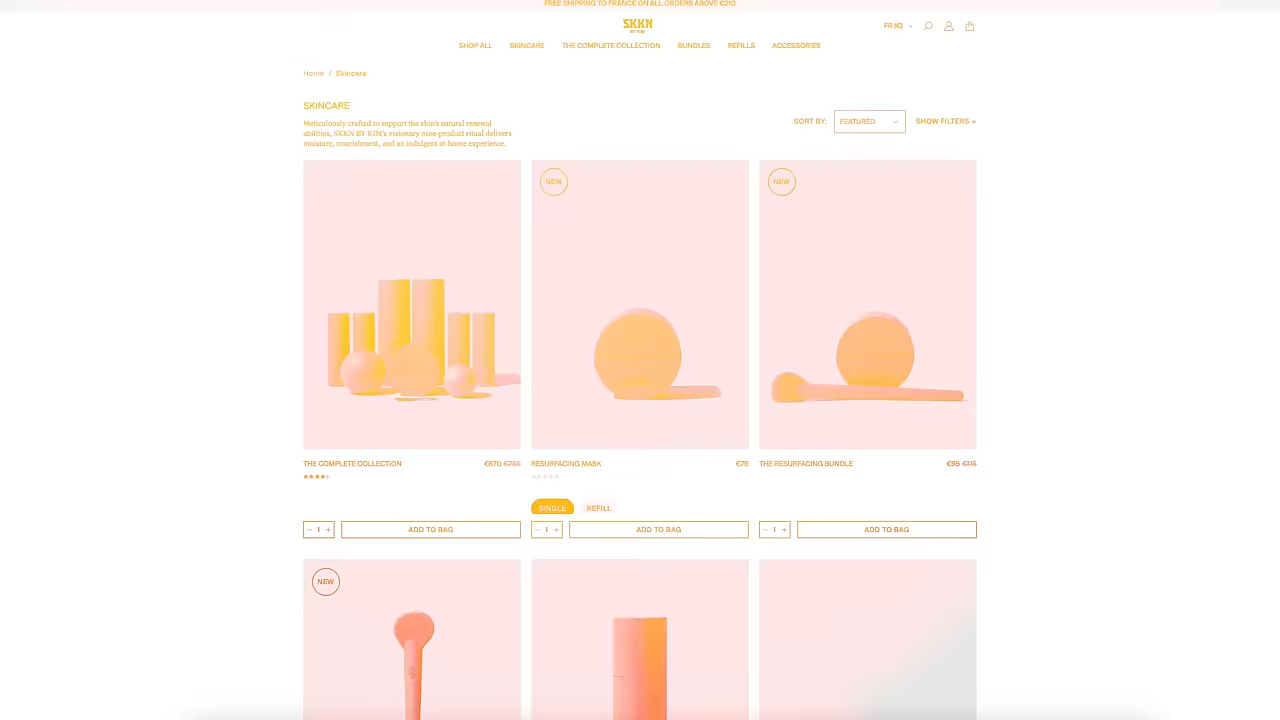 FREE SHIPPING TO FRANCE ON ALL ORDERS ABOVE €210
SKKN
BY KIM
FR (€)
SHOP ALL SKINCARE THE COMPLETE COLLECTION BUNDLES REFILLS ACCESSORIES
Home / Skincare
SKINCARE
Meticulously crafted to support the skin's natural renewal
abilities, SKKN BY KIM's visionary nine-product ritual delivers
moisture, nourishment, and an indulgent at-home experience.
SORT BY: FEATURED SHOW FILTERS +
NEW
NEW
THE COMPLETE COLLECTION €670
RESURFACING MASK €76
THE RESURFACING BUNDLE €95 €115
SINGLE REFILL
− 1 + ADD TO BAG
− 1 + ADD TO BAG
− 1 + ADD TO BAG
NEW